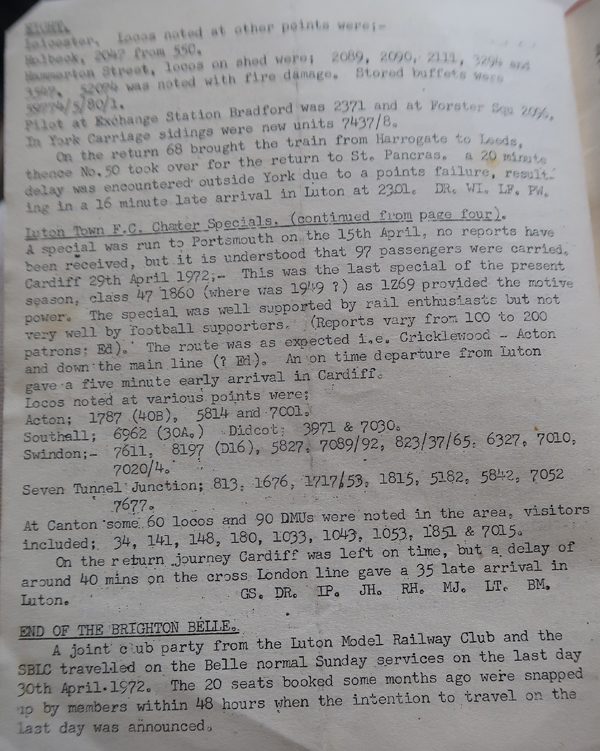 Leicester. Locos noted at other points were;-
Holbeck, 2047 from 55C.
Hammerton Street, locos on shed were; 2089, 2090, 2111, 3294 and
3547. 52094 was noted with fire damage. Stored buffets were
59774/5/80/1.
Pilot at Exchange Station Bradford was 2371 and at Forster Squ 2096,
In York Carriage sidings were new units 7437/8.
On the return 68 brought the train from Harrogate to Leeds,
thence No.50 took over for the return to St. Pancras. a 20 minute
delay was encountered outside York due to a points failure, result-
ing in a 16 minute late arrival in Luton at 2301. DR. WI. LF. PW.
Luton Town F.C. Chater Specials. (continued from page four).
A special was run to Portsmouth on the 15th April, no reports have
been received, but it is understood that 97 passengers were carried.
Cardiff 29th April 1972;- This was the last special of the present
season, class 47 1860 (where was 1949 ?) as 1Z69 provided the motive
power. The special was well supported by rail enthusiasts but not
very well by football supporters. (Reports vary from 100 to 200
patrons: Ed). The route was as expected i.e. Cricklewood - Acton
and down the main line (? Ed). An on time departure from Luton
gave a five minute early arrival in Cardiff.
Locos noted at various points were;
Acton; 1787 (40B), 5814 and 7001.
Southall; 6962 (30A.) Didcot; 3971 & 7030.
Swindon;- 7611, 8197 (D16), 5827, 7089/92, 823/37/65. 6327, 7010,
7020/4.
Seven Tunnel Junction; 813, 1676, 1717/53, 1815, 5182, 5842, 7052
7677.
At Canton some 60 locos and 90 DMUs were noted in the area, visitors
included; 34, 141, 148, 180, 1033, 1043, 1053, 1851 & 7015.
On the return journey Cardiff was left on time, but a delay of
around 40 mins on the cross London line gave a 35 late arrival in
Luton. GS. DR. IP. JH. RH. MJ. LT. BM.
END OF THE BRIGHTON BELLE.
A joint club party from the Luton Model Railway Club and the
SBLC travelled on the Belle normal Sunday services on the last day
30th April.1972. The 20 seats booked some months ago were snapped
up by members within 48 hours when the intention to travel on the
last day was announced.